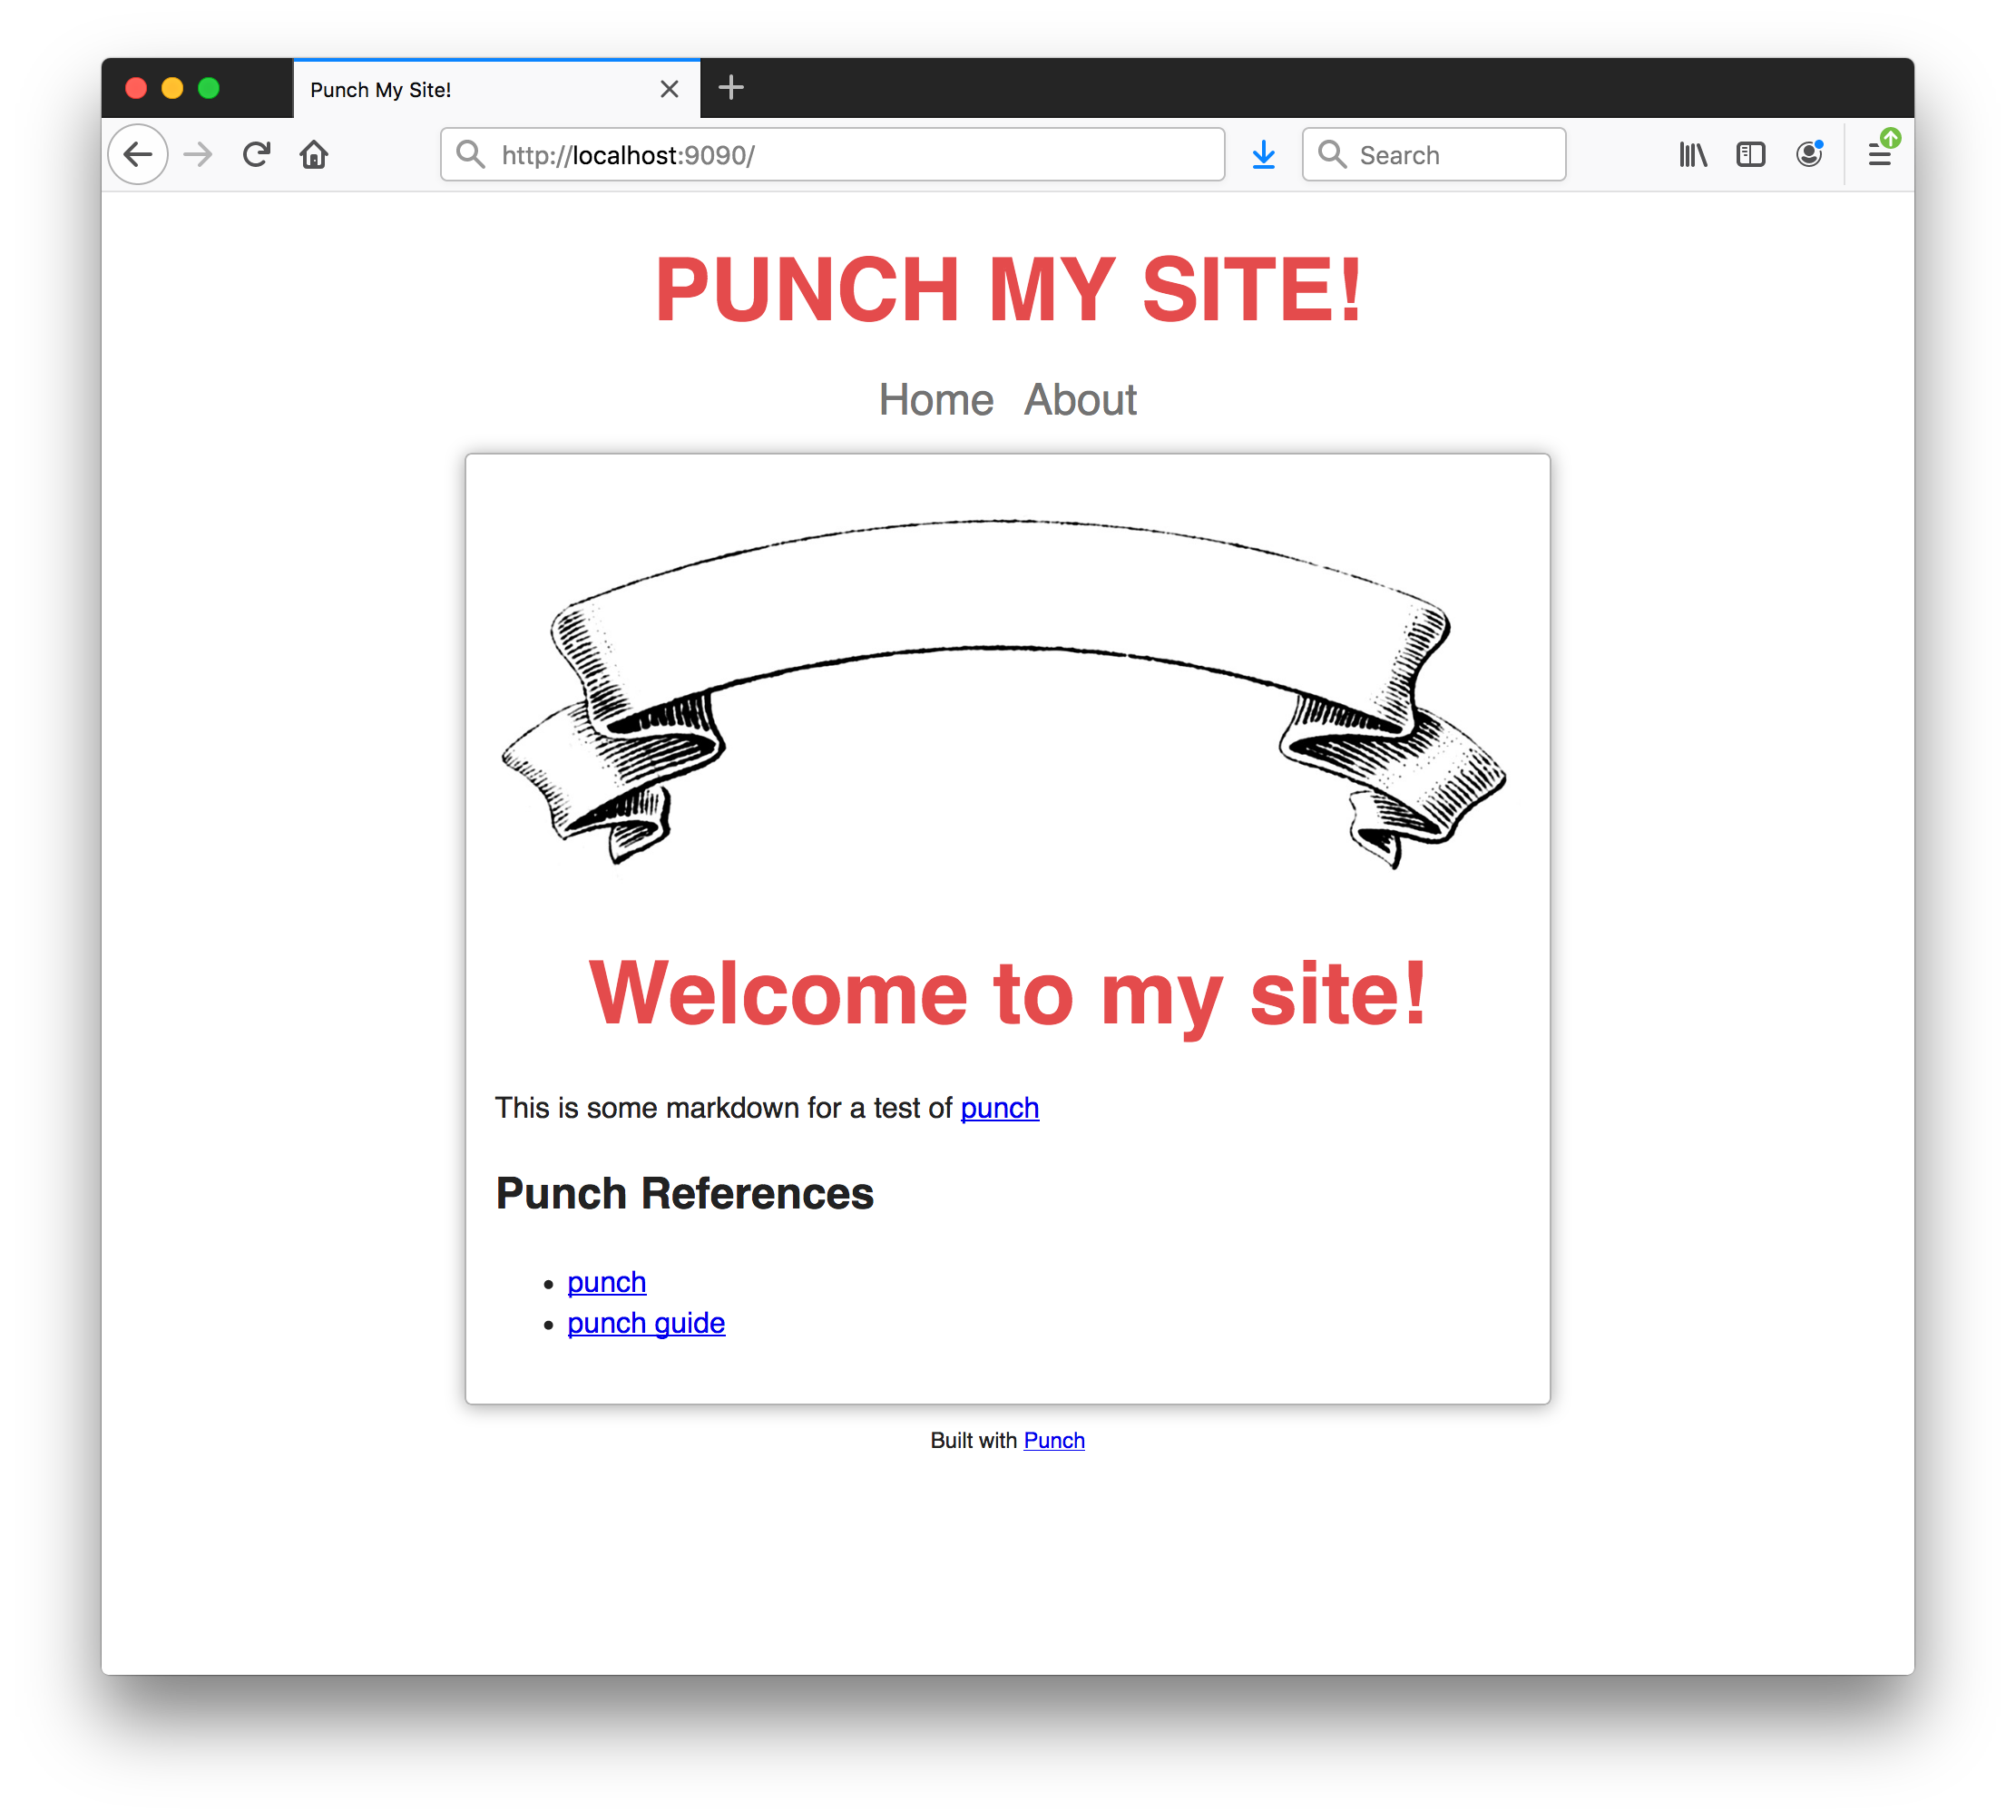 Punch My Site!
http://localhost:9090/
Search
PUNCH MY SITE!
Home About
Welcome to my site!
This is some markdown for a test of punch
Punch References
punch
punch guide
Built with Punch